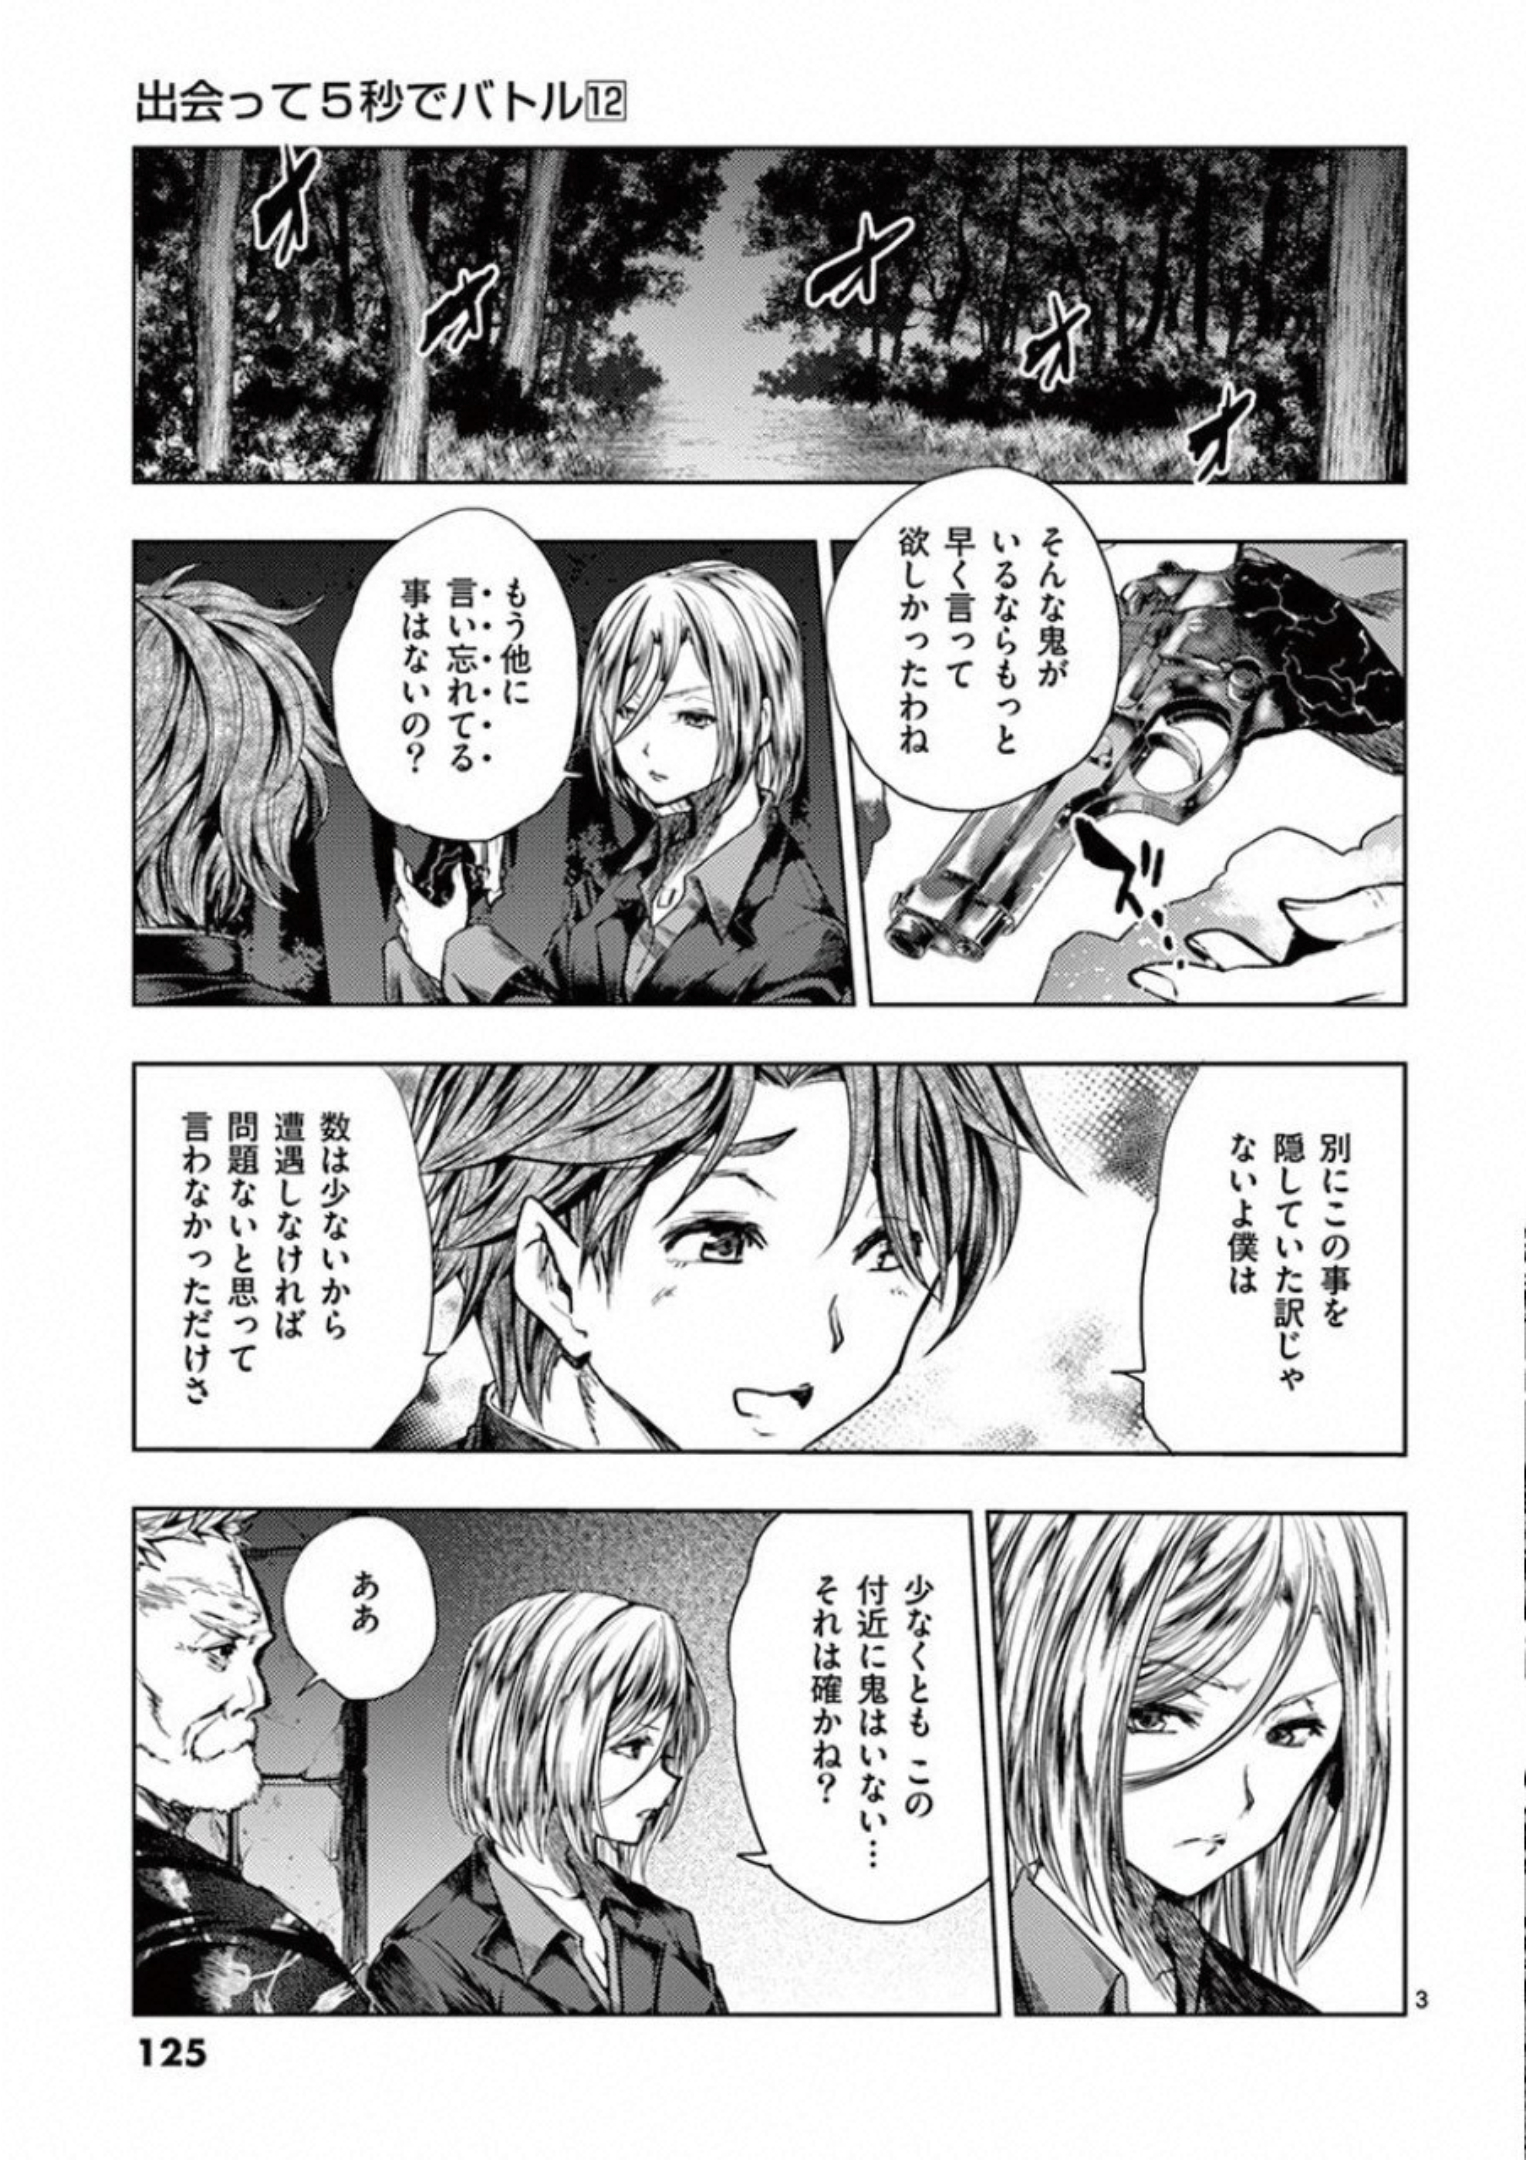 出会って5秒でバトル12
オ
オ
オ
オ
オ
そんな鬼が
いるならもっと
早く言って
欲しかったわね
もう他に
言い忘れてる
事はないの?
別にこの事を
隠していた訳じゃ
ないよ僕は
数は少ないから
遭遇しなければ
問題ないと思って
言わなかっただけさ
少なくとも この
付近に鬼はいない…
それは確かね?
ああ
3
125